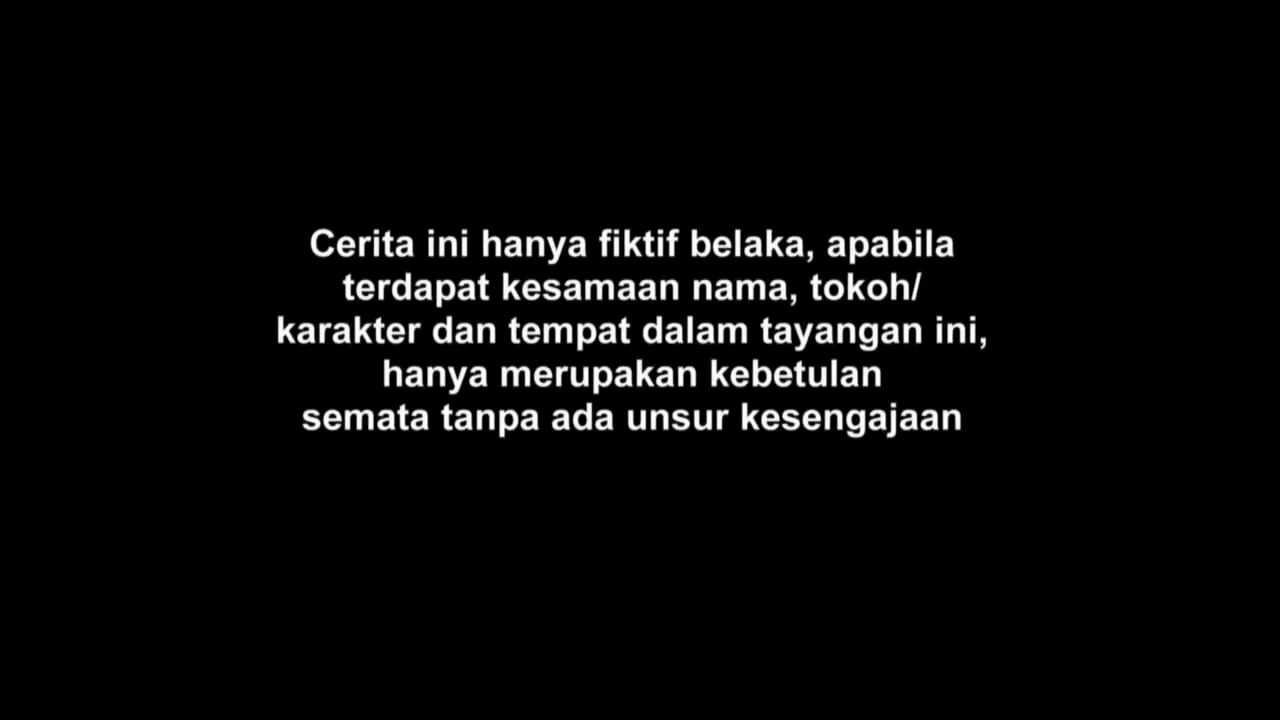 Cerita ini hanya fiktif belaka, apabila
terdapat kesamaan nama, tokoh/
karakter dan tempat dalam tayangan ini,
hanya merupakan kebetulan
semata tanpa ada unsur kesengajaan